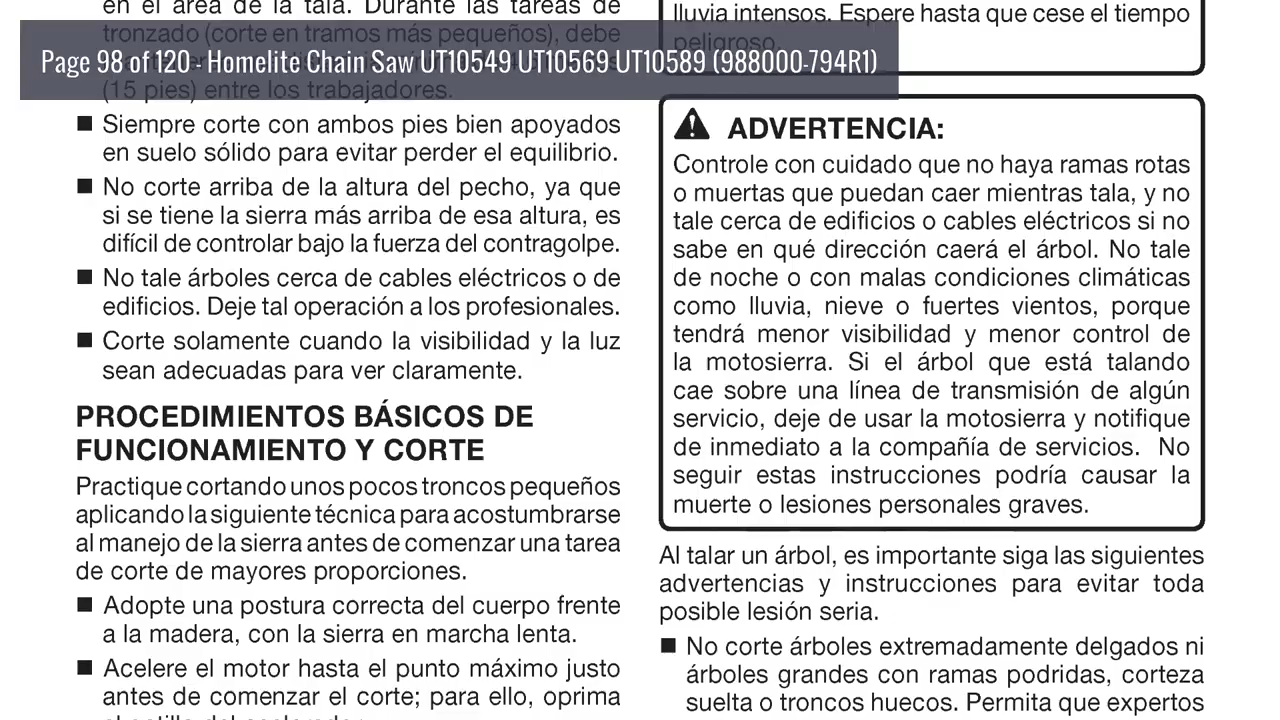 en el área de la tala. Durante las tareas de
tronzado (corte en tramos más pequeños), debe
Page 98 of 120 - Homelite Chain Saw UT10549 UT10569 UT10589 (988000-794R1)
(15 pies) entre los trabajadores.
■ Siempre corte con ambos pies bien apoyados
en suelo sólido para evitar perder el equilibrio.
■ No corte arriba de la altura del pecho, ya que
si se tiene la sierra más arriba de esa altura, es
difícil de controlar bajo la fuerza del contragolpe.
■ No tale árboles cerca de cables eléctricos o de
edificios. Deje tal operación a los profesionales.
■ Corte solamente cuando la visibilidad y la luz
sean adecuadas para ver claramente.
PROCEDIMIENTOS BÁSICOS DE
FUNCIONAMIENTO Y CORTE
Practique cortando unos pocos troncos pequeños
aplicando la siguiente técnica para acostumbrarse
al manejo de la sierra antes de comenzar una tarea
de corte de mayores proporciones.
■ Adopte una postura correcta del cuerpo frente
a la madera, con la sierra en marcha lenta.
■ Acelere el motor hasta el punto máximo justo
antes de comenzar el corte; para ello, oprima
lluvia intensos. Espere hasta que cese el tiempo
peligroso.
ADVERTENCIA:
Controle con cuidado que no haya ramas rotas
o muertas que puedan caer mientras tala, y no
tale cerca de edificios o cables eléctricos si no
sabe en qué dirección caerá el árbol. No tale
de noche o con malas condiciones climáticas
como lluvia, nieve o fuertes vientos, porque
tendrá menor visibilidad y menor control de
la motosierra. Si el árbol que está talando
cae sobre una línea de transmisión de algún
servicio, deje de usar la motosierra y notifique
de inmediato a la compañía de servicios. No
seguir estas instrucciones podría causar la
muerte o lesiones personales graves.
Al talar un árbol, es importante siga las siguientes
advertencias y instrucciones para evitar toda
posible lesión seria.
■ No corte árboles extremadamente delgados ni
árboles grandes con ramas podridas, corteza
suelta o troncos huecos. Permita que expertos